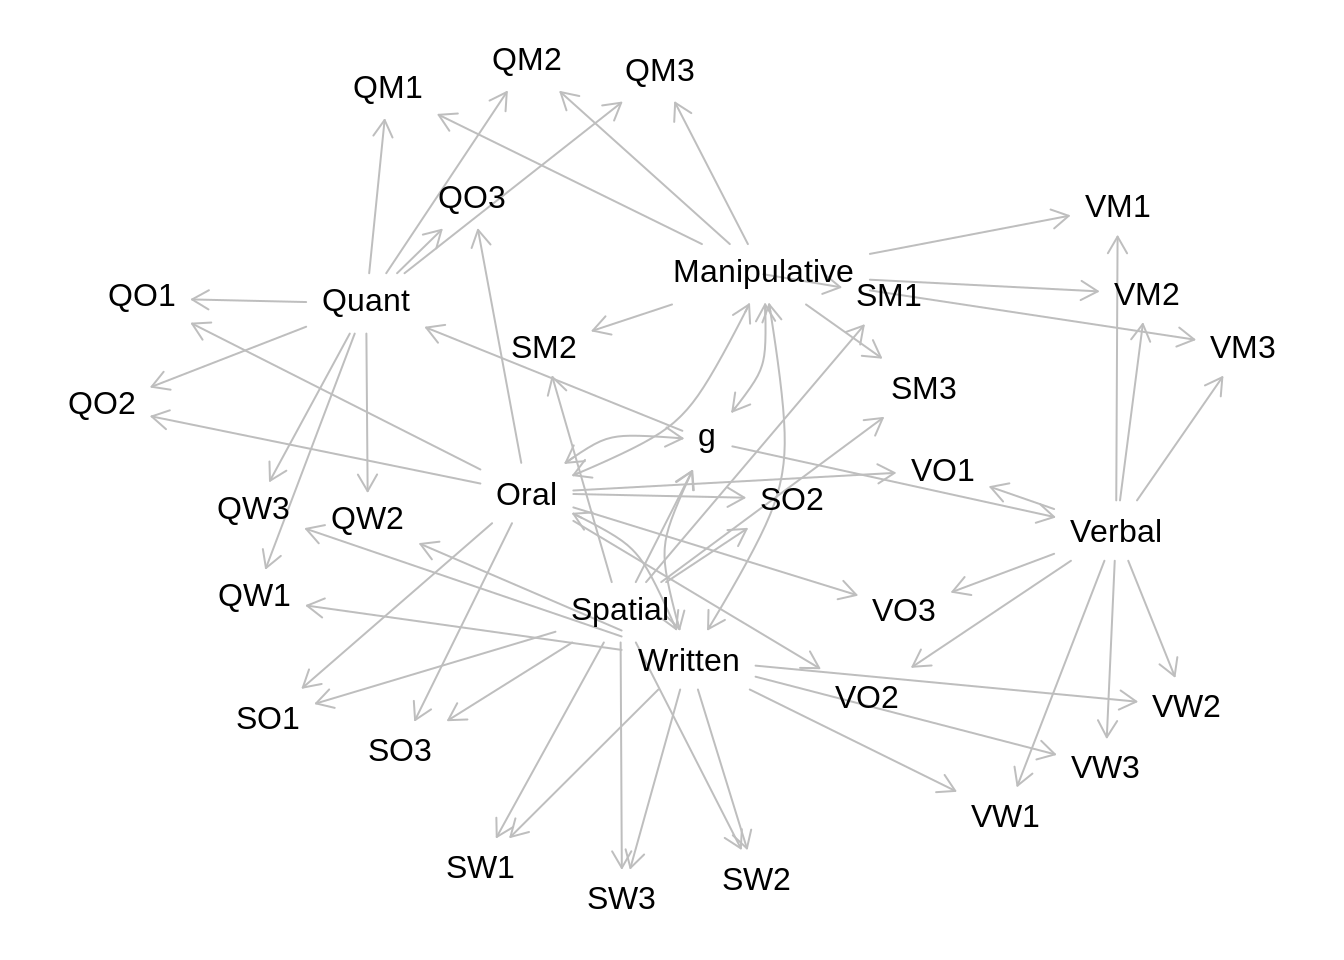 QM2
QM3
QM1
QO3
VM1
Manipulative
QO1
Quant
SM1
VM2
SM2
VM3
SM3
QO2
g
VO1
Oral
SO2
QW3
QW2
Verbal
QW1
Spatial
VO3
Written
VO2
VW2
SO1
SO3
VW3
VW1
SW1
SW2
SW3